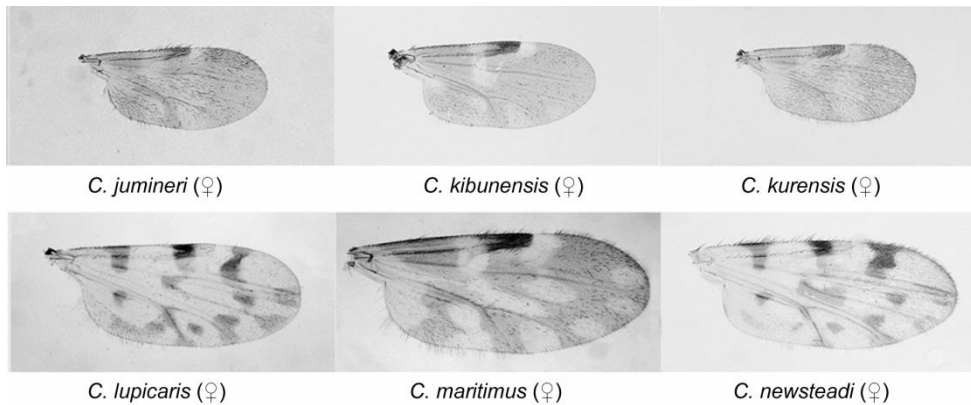 C. jumineri (♀)
C. kibunensis (♀)
C. kurensis (♀)
C. lupicaris (♀)
C. maritimus (♀)
C. newsteadi (♀)